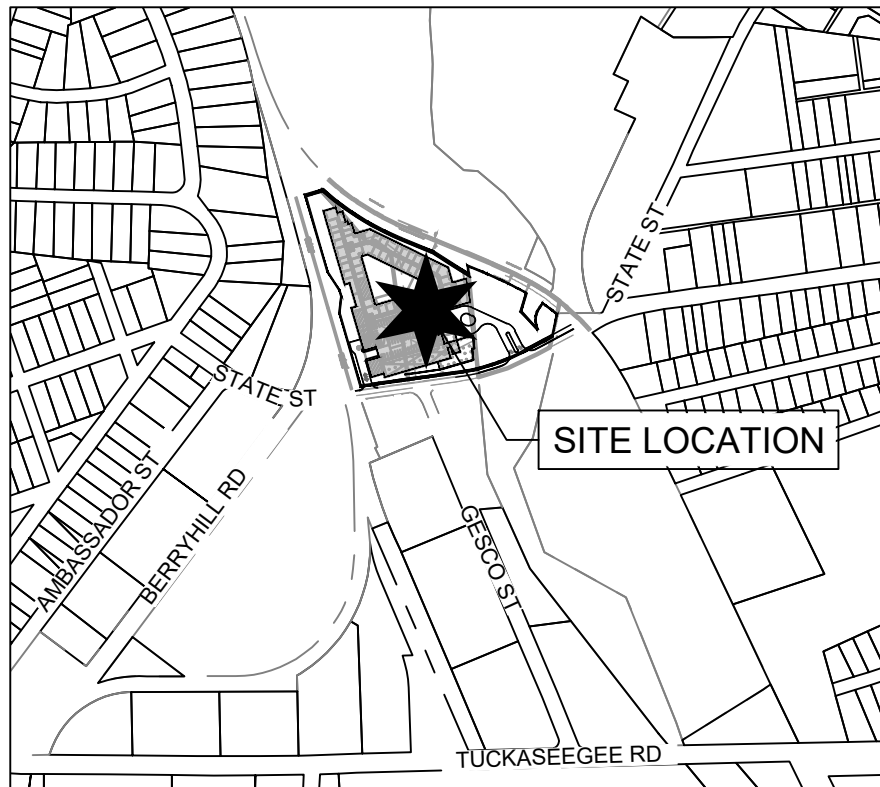 STATE ST
STATE ST
SITE LOCATION
AMBASSADOR ST
BERRYHILL RD
GESCO ST
TUCKASEEGEE RD